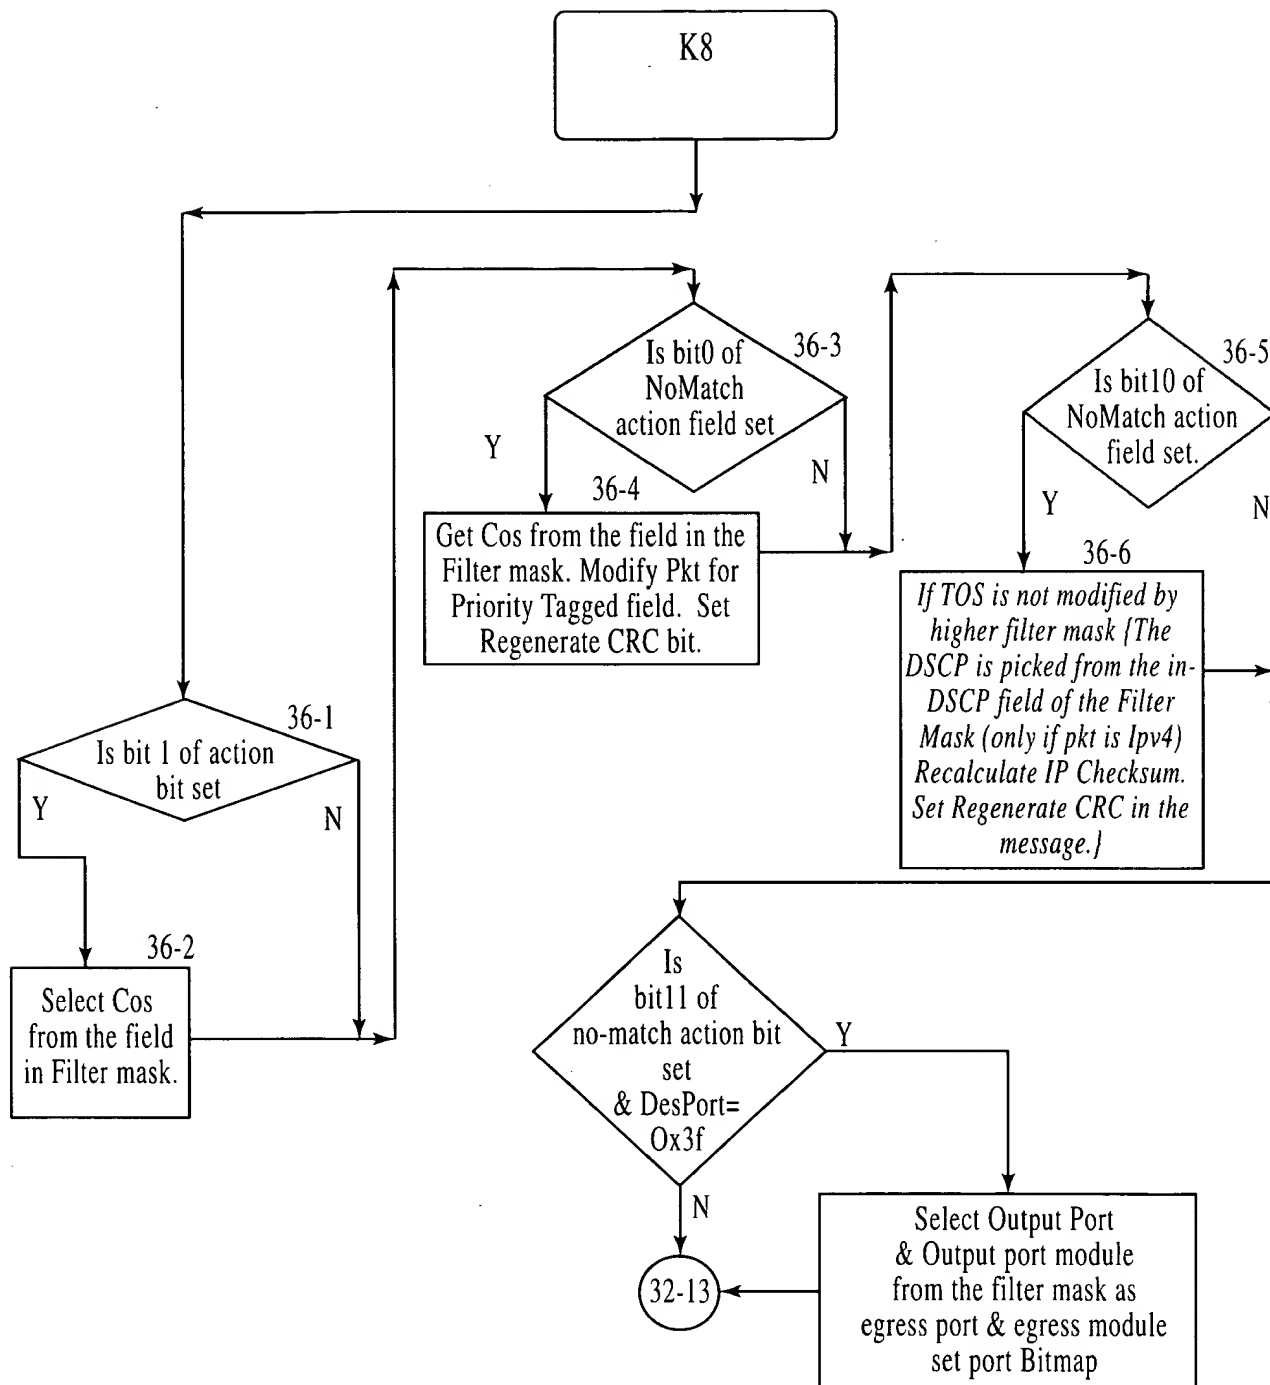 K8
36-3
Is bit0 of
NoMatch
action field set
Y
N
36-4
Get Cos from the field in the
Filter mask. Modify Pkt for
Priority Tagged field. Set
Regenerate CRC bit.
36-5
Is bit10 of
NoMatch action
field set.
Y
N
36-6
If TOS is not modified by
higher filter mask {The
DSCP is picked from the in-
DSCP field of the Filter
Mask (only if pkt is Ipv4)
Recalculate IP Checksum.
Set Regenerate CRC in the
message.}
36-1
Is bit 1 of action
bit set
Y
N
36-2
Select Cos
from the field
in Filter mask.
Is
bit11 of
no-match action bit
set
& DesPort=
0x3f
Y
N
32-13
Select Output Port
& Output port module
from the filter mask as
egress port & egress module
set port Bitmap